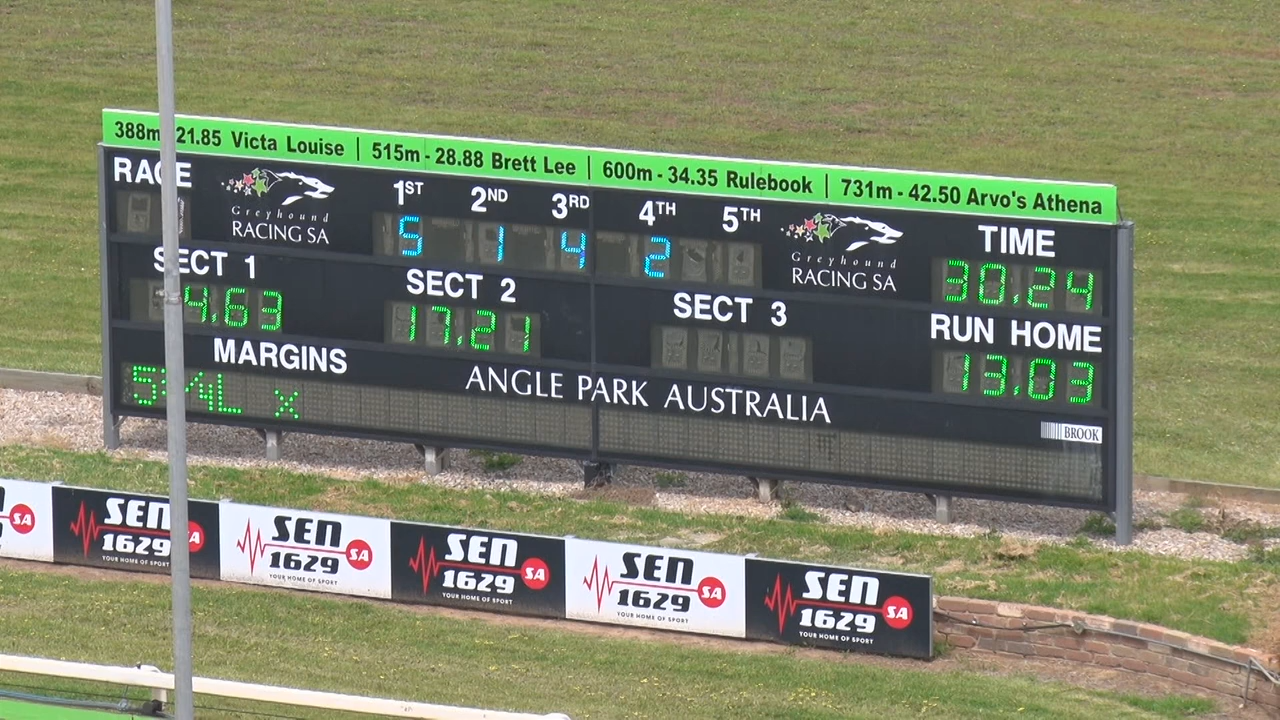 388m 21.85 Victa Louise | 515m - 28.88 Brett Lee | 600m - 34.35 Rulebook | 731m - 42.50 Arvo's Athena
RACE
Greyhound
RACING SA
1ST 2ND 3RD 4TH 5TH
5 1 4 2
Greyhound
RACING SA
TIME
30.24
SECT 1
4.63
SECT 2
17.21
SECT 3
RUN HOME
13.03
MARGINS
ANGLE PARK AUSTRALIA
BROOK
SA
SEN
1629 SA
YOUR HOME OF SPORT
SEN
1629 SA
YOUR HOME OF SPORT
SEN
1629 SA
YOUR HOME OF SPORT
SEN
1629 SA
YOUR HOME OF SPORT
SEN
1629 SA
YOUR HOME OF SPORT